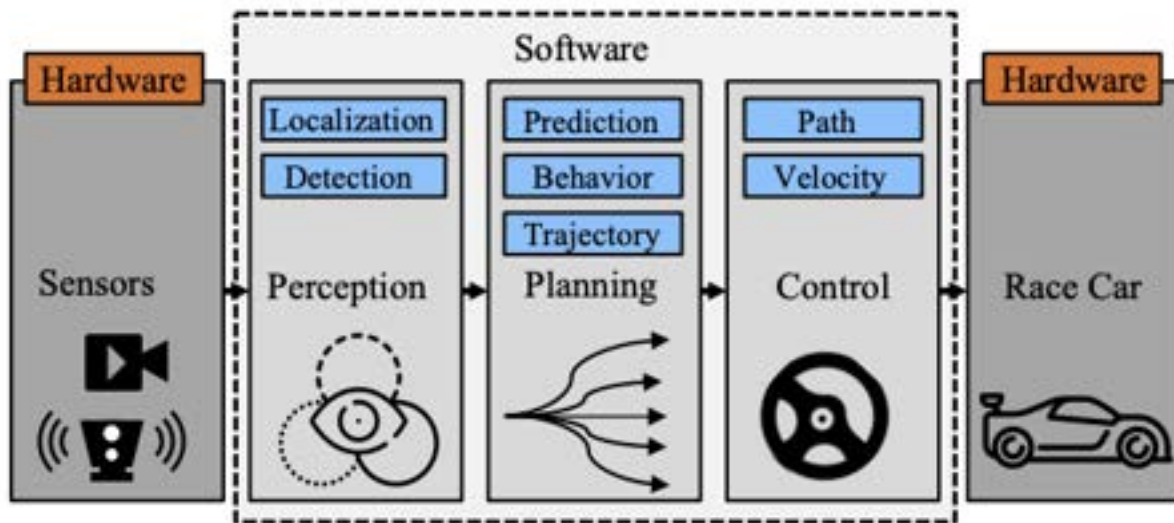 Software
Hardware
Sensors
Localization
Detection
Perception
Prediction
Behavior
Trajectory
Planning
Path
Velocity
Control
Hardware
Race Car